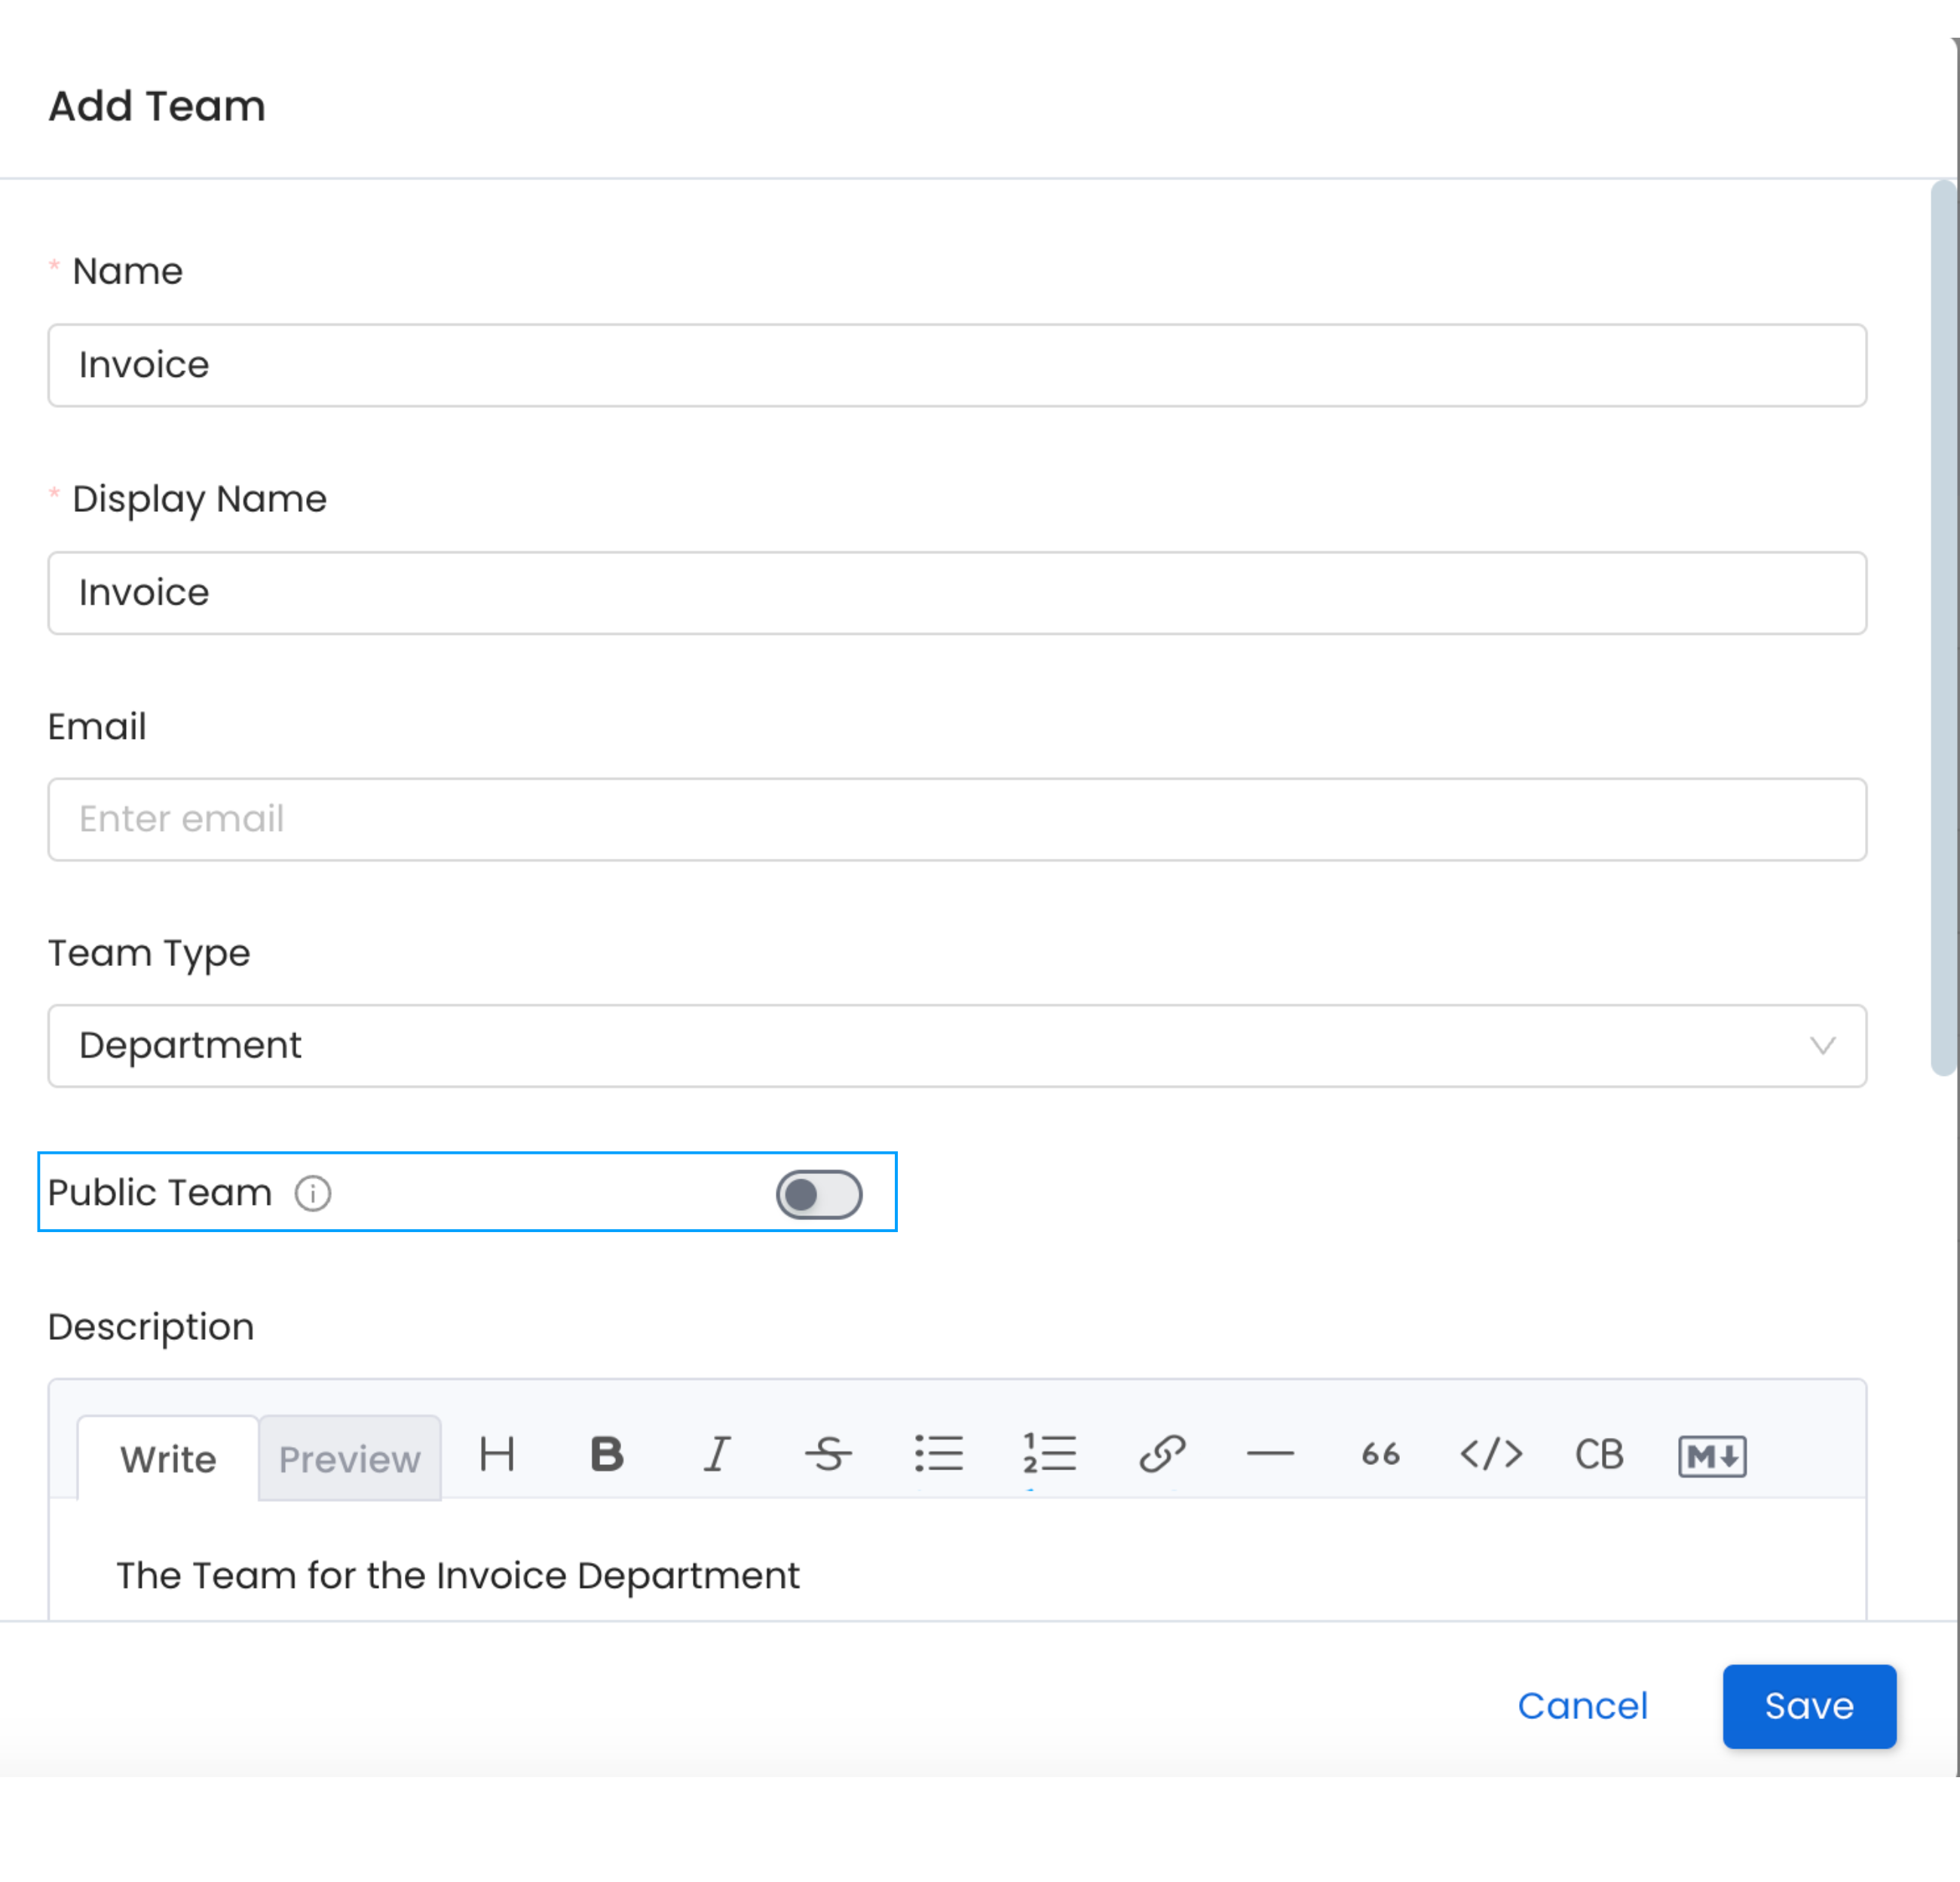 Add Team
* Name
Invoice
* Display Name
Invoice
Email
Enter email
Team Type
Department
Public Team
Description
Write Preview H B I S 66 </> CB M
The Team for the Invoice Department
Cancel Save